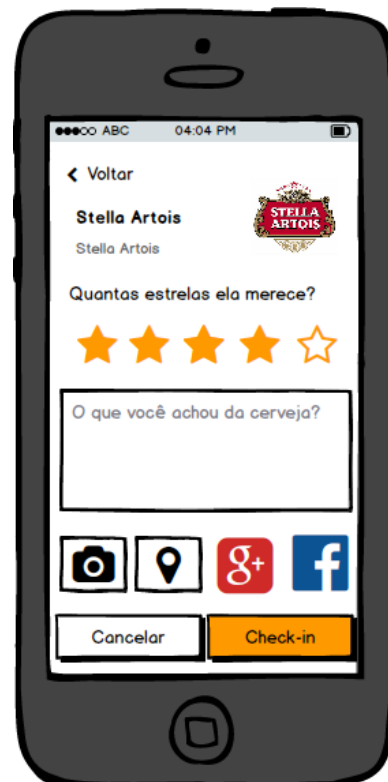 ABC 04:04 PM
Voltar
Stella Artois
STELLA
ARTOIS
Stella Artois
Quantas estrelas ela merece?
O que você achou da cerveja?
g+ f
Cancelar Check-in